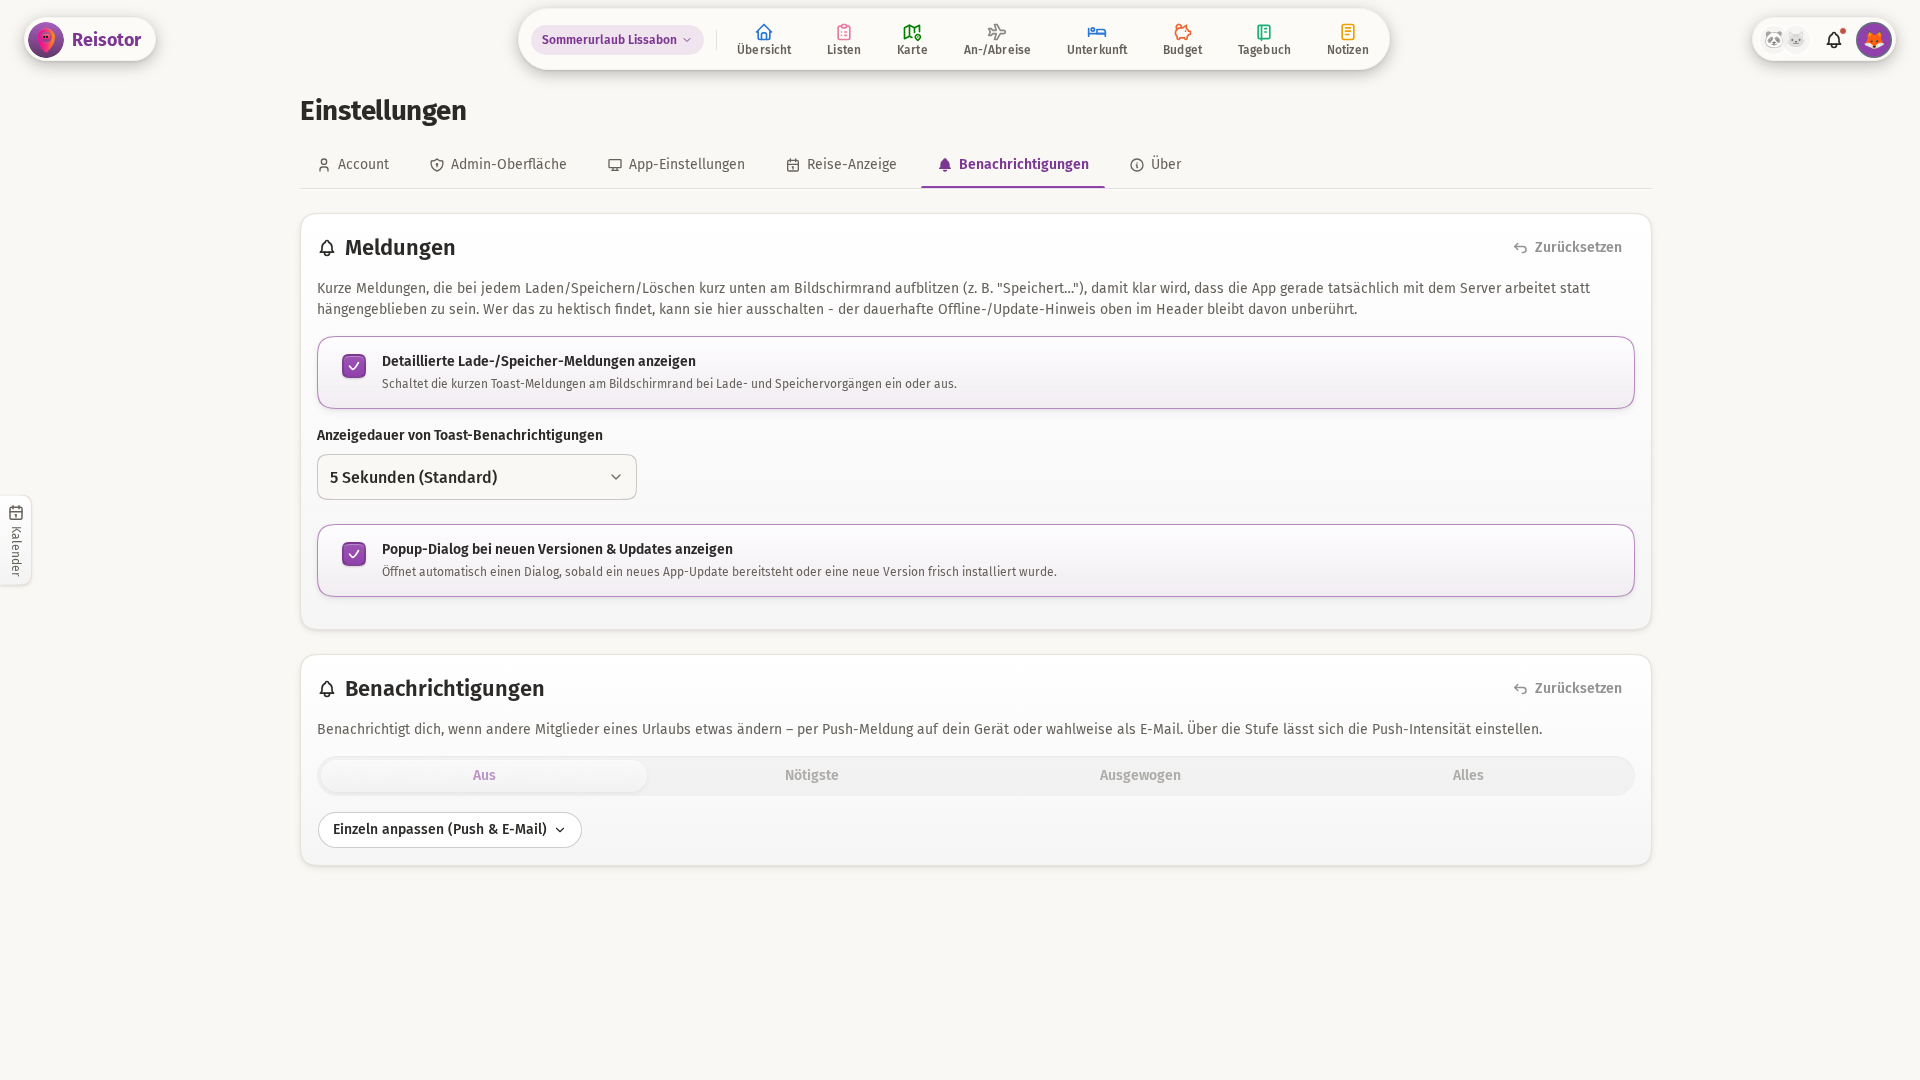 Reisotor
Sommerurlaub Lissabon
Übersicht
Listen
Karte
An-/Abreise
Unterkunft
Budget
Tagebuch
Notizen
Einstellungen
Account
Admin-Oberfläche
App-Einstellungen
Reise-Anzeige
Benachrichtigungen
Über
Meldungen
Zurücksetzen
Kurze Meldungen, die bei jedem Laden/Speichern/Löschen kurz unten am Bildschirmrand aufblitzen (z. B. "Speichert…"), damit klar wird, dass die App gerade tatsächlich mit dem Server arbeitet statt
hängengeblieben zu sein. Wer das zu hektisch findet, kann sie hier ausschalten - der dauerhafte Offline-/Update-Hinweis oben im Header bleibt davon unberührt.
Detaillierte Lade-/Speicher-Meldungen anzeigen
Schaltet die kurzen Toast-Meldungen am Bildschirmrand bei Lade- und Speichervorgängen ein oder aus.
Anzeigedauer von Toast-Benachrichtigungen
5 Sekunden (Standard)
Kalender
Popup-Dialog bei neuen Versionen & Updates anzeigen
Öffnet automatisch einen Dialog, sobald ein neues App-Update bereitsteht oder eine neue Version frisch installiert wurde.
Benachrichtigungen
Zurücksetzen
Benachrichtigt dich, wenn andere Mitglieder eines Urlaubs etwas ändern – per Push-Meldung auf dein Gerät oder wahlweise als E-Mail. Über die Stufe lässt sich die Push-Intensität einstellen.
Aus
Nötigste
Ausgewogen
Alles
Einzeln anpassen (Push & E-Mail)